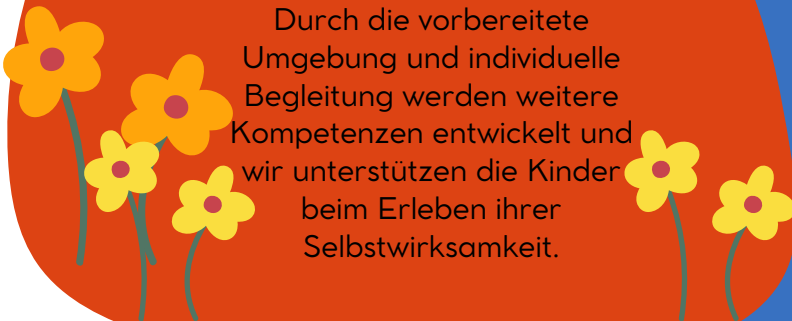 Durch die vorbereitete
Umgebung und individuelle
Begleitung werden weitere
Kompetenzen entwickelt und
wir unterstützen die Kinder
beim Erleben ihrer
Selbstwirksamkeit.